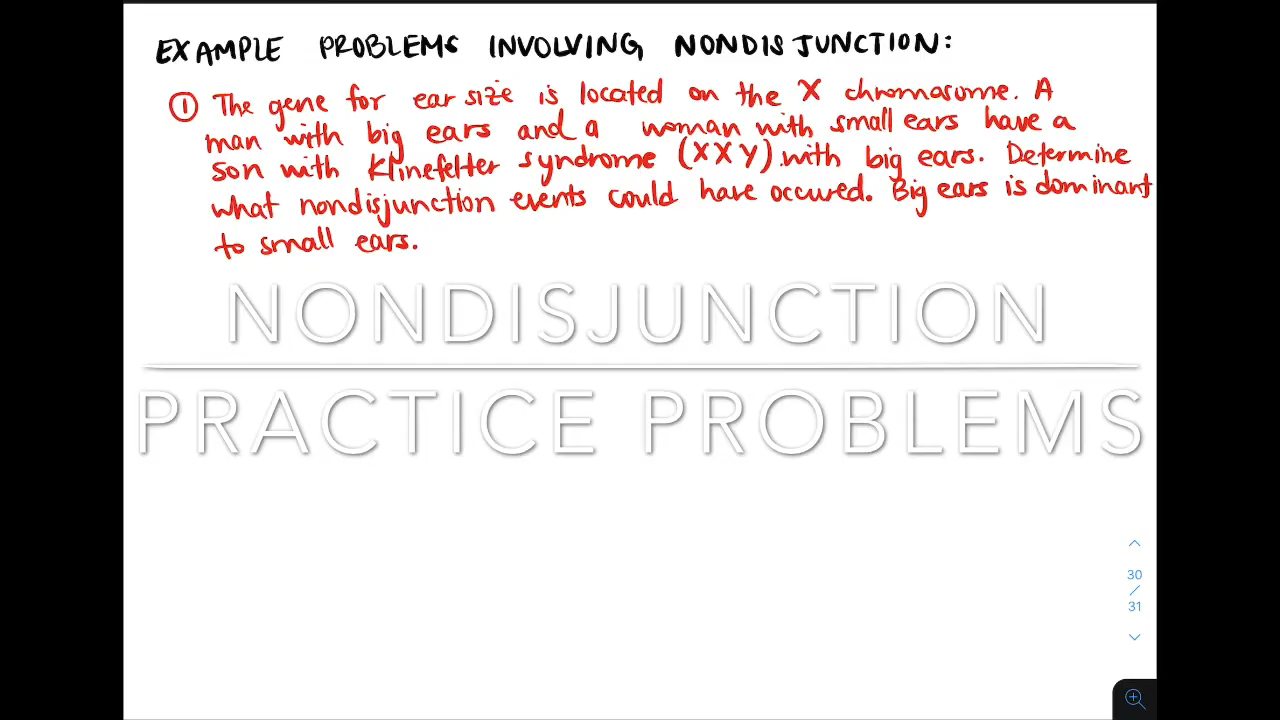 EXAMPLE PROBLEMS INVOLVING NONDISJUNCTION:
① The gene for ear size is located on the X chromosome. A
man with big ears and a woman with small ears have a
son with Klinefelter syndrome (XXY) with big ears. Determine
what nondisjunction events could have occured. Big ears is dominant
to small ears.
NONDISJUNCTION
PRACTICE PROBLEMS
30
/
31